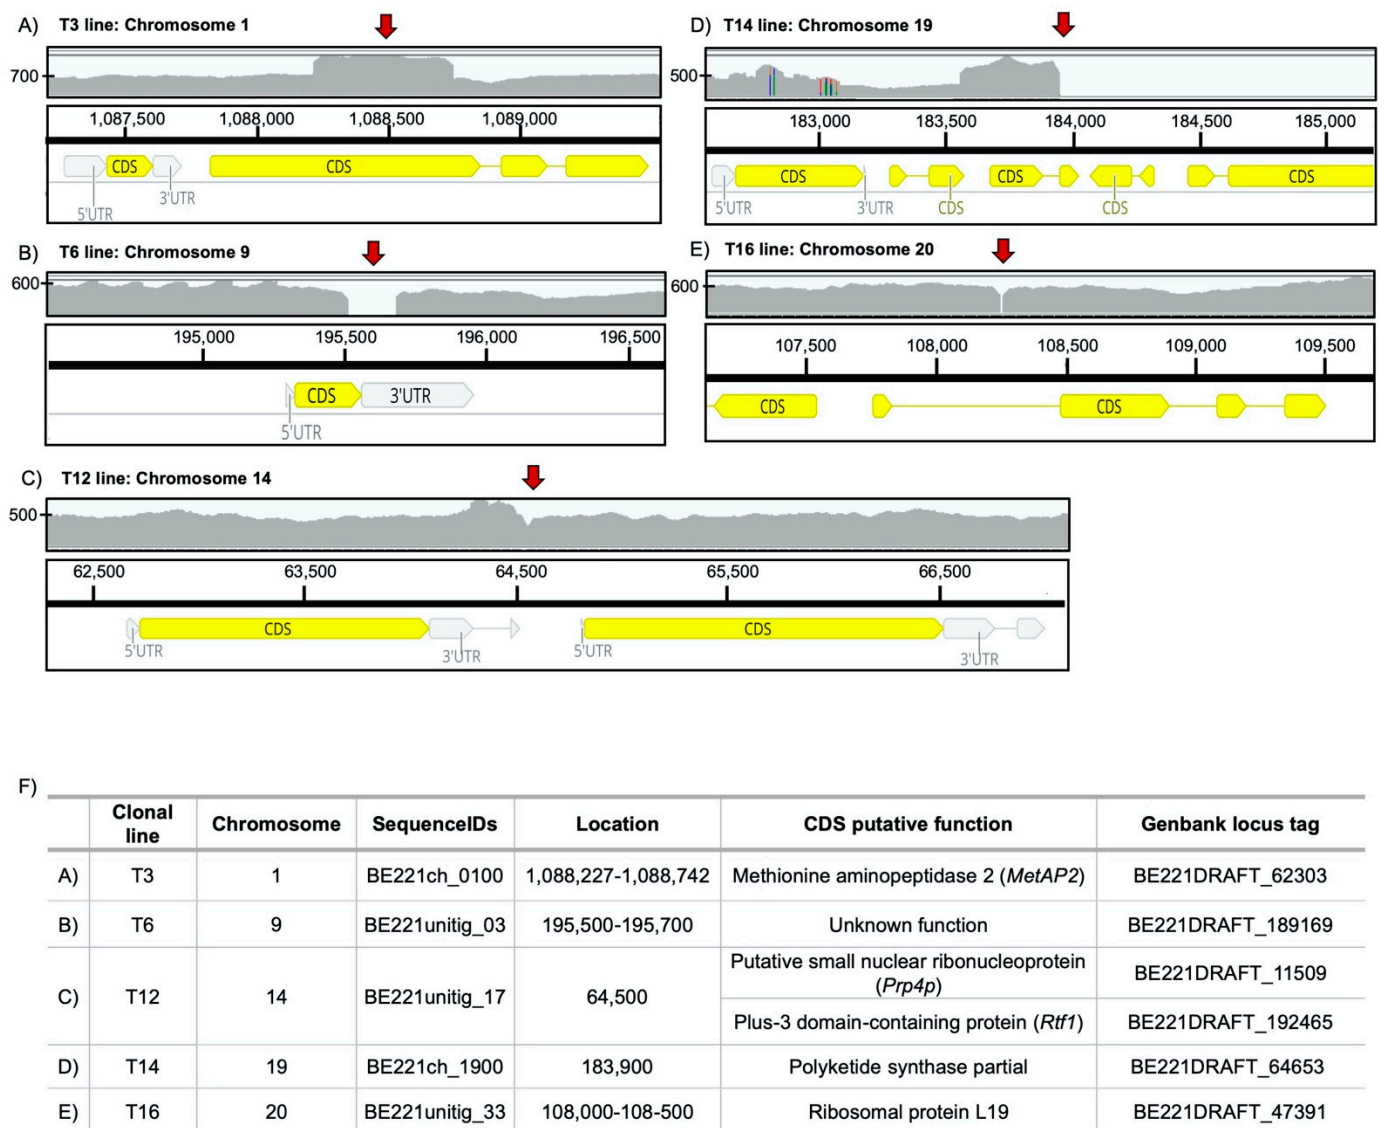 A) T3 line: Chromosome 1
700
1,087,500 1,088,000 1,088,500 1,089,000
CDS CDS
5'UTR 3'UTR
B) T6 line: Chromosome 9
600
195,000 195,500 196,000 196,500
CDS 3'UTR
5'UTR
C) T12 line: Chromosome 14
500
62,500 63,500 64,500 65,500 66,500
CDS CDS
5'UTR 3'UTR 5'UTR 3'UTR
D) T14 line: Chromosome 19
500
183,000 183,500 184,000 184,500 185,000
CDS CDS CDS
5'UTR 3'UTR CDS CDS
E) T16 line: Chromosome 20
600
107,500 108,000 108,500 109,000 109,500
CDS CDS
F)
Clonal line Chromosome SequenceIDs Location CDS putative function Genbank locus tag
A) T3 1 BE221ch_0100 1,088,227-1,088,742 Methionine aminopeptidase 2 (MetAP2) BE221DRAFT_62303
B) T6 9 BE221unitig_03 195,500-195,700 Unknown function BE221DRAFT_189169
C) T12 14 BE221unitig_17 64,500 Putative small nuclear ribonucleoprotein (Prp4p) BE221DRAFT_11509
Plus-3 domain-containing protein (Rtf1) BE221DRAFT_192465
D) T14 19 BE221ch_1900 183,900 Polyketide synthase partial BE221DRAFT_64653
E) T16 20 BE221unitig_33 108,000-108-500 Ribosomal protein L19 BE221DRAFT_47391